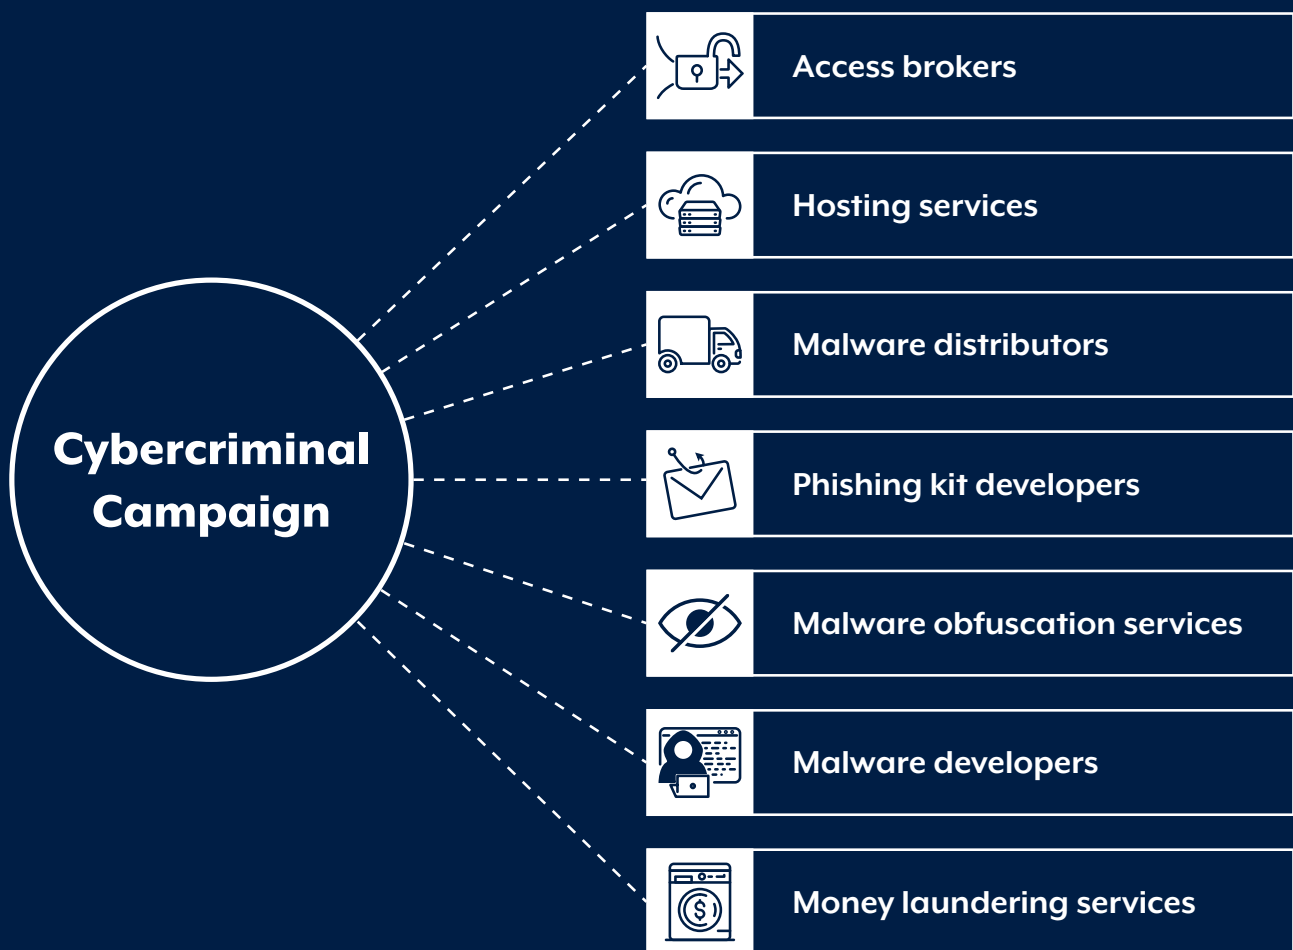 Access brokers
Hosting services
Malware distributors
Cybercriminal
Campaign
Phishing kit developers
Malware obfuscation services
Malware developers
Money laundering services